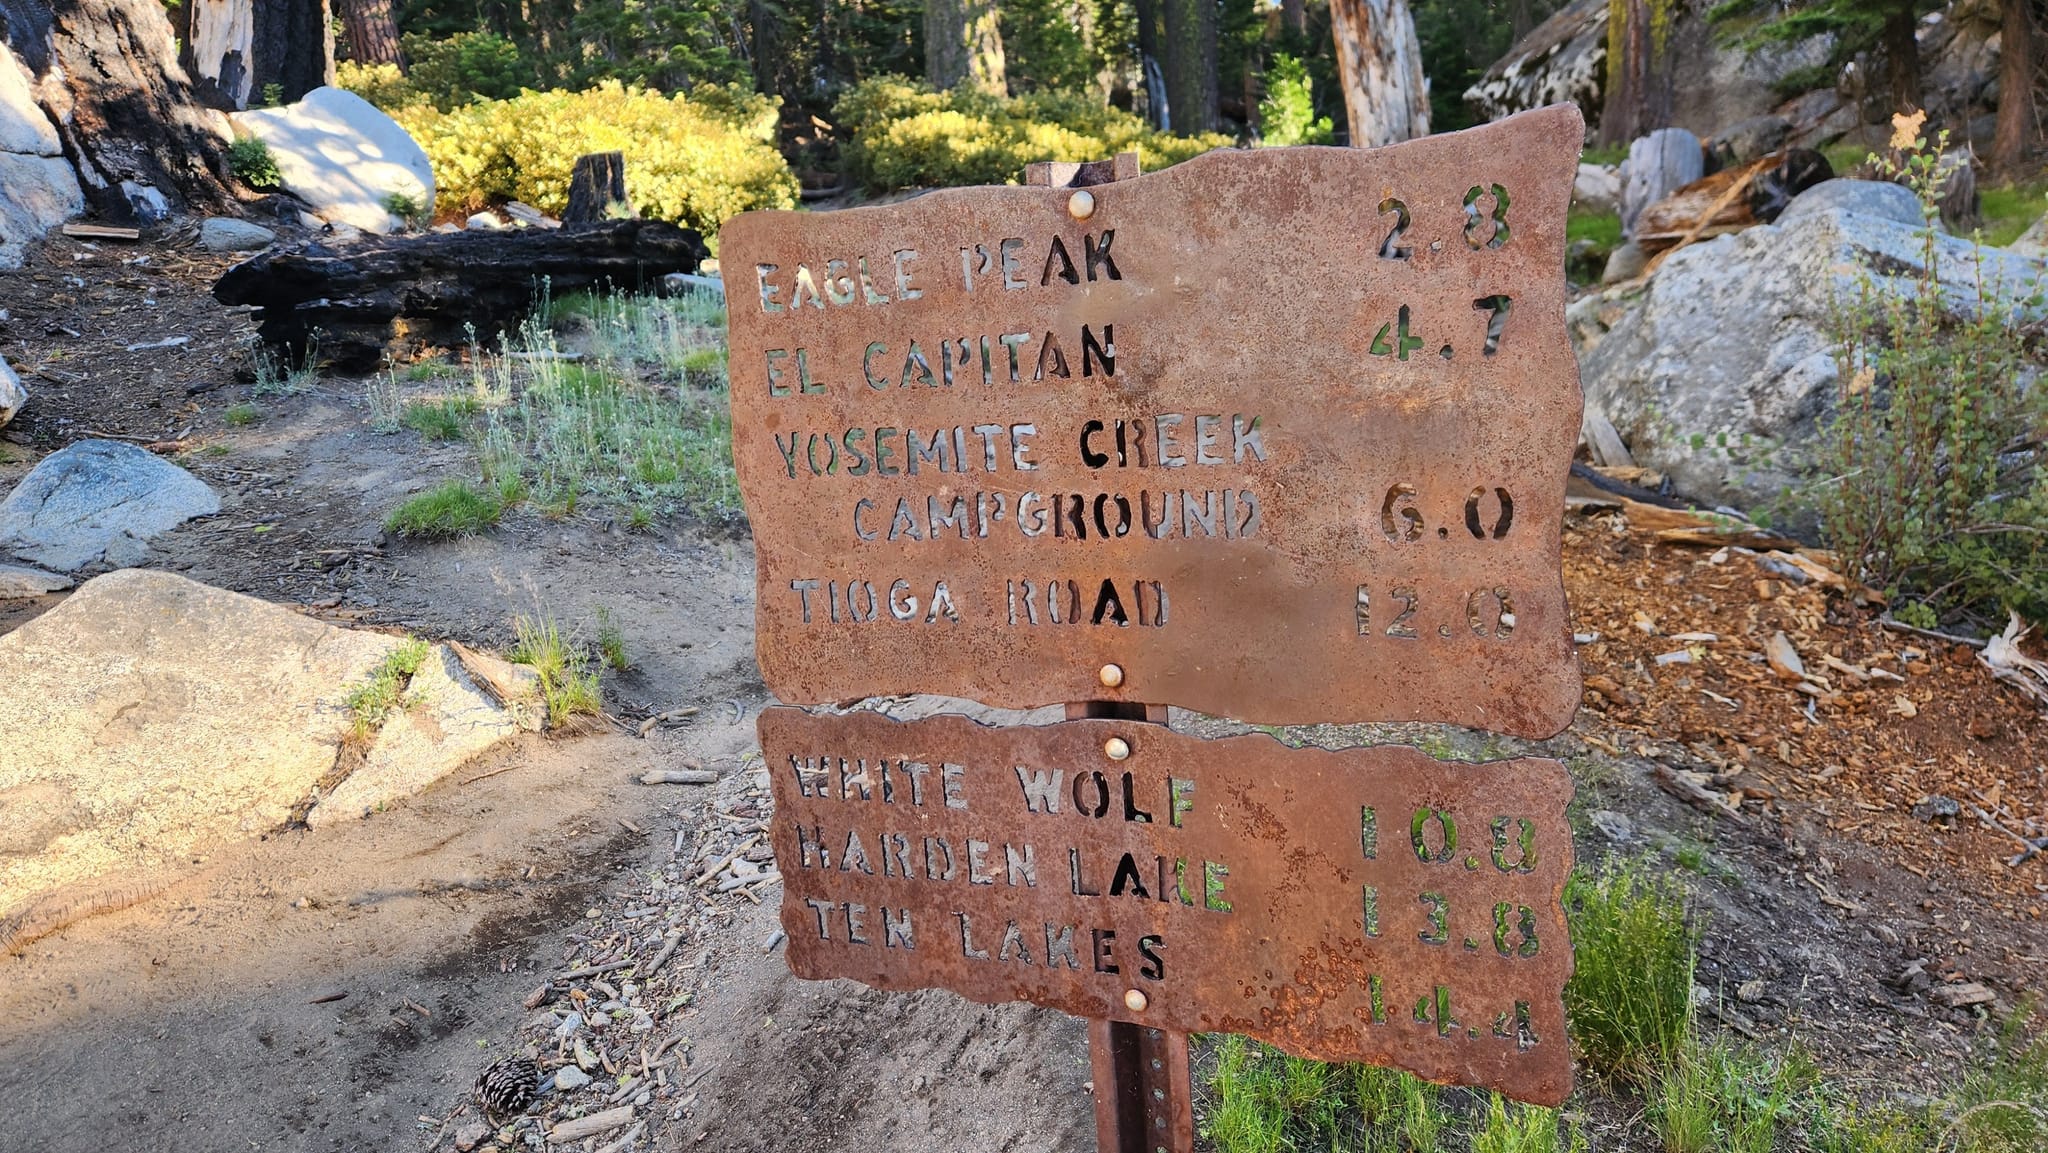 EAGLE PEAK 2.8
EL CAPITAN 4.7
YOSEMITE CREEK
CAMPGROUND 6.0
TIOGA ROAD 12.0
WHITE WOLF 10.8
HARDEN LAKE 13.8
TEN LAKES 14.4